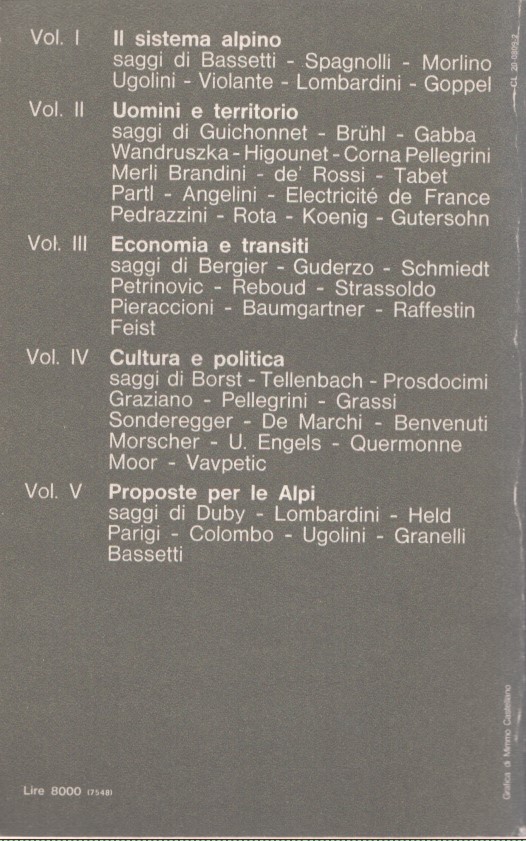 Vol. I Il sistema alpino
saggi di Bassetti - Spagnolli - Morlino
Ugolini - Violante - Lombardini - Goppel
Vol. II Uomini e territorio
saggi di Guichonnet - Brühl - Gabba
Wandruszka - Higounet - Corna Pellegrini
Merli Brandini - de' Rossi - Tabet
Partl - Angelini - Electricité de France
Pedrazzini - Rota - Koenig - Gutersohn
Vol. III Economia e transiti
saggi di Bergier - Guderzo - Schmiedt
Petrinovic - Reboud - Strassoldo
Pieraccioni - Baumgartner - Raffestin
Feist
Vol. IV Cultura e politica
saggi di Borst - Tellenbach - Prosdocimi
Graziano - Pellegrini - Grassi
Sonderegger - De Marchi - Benvenuti
Morscher - U. Engels - Quermonne
Moor - Vavpetic
Vol. V Proposte per le Alpi
saggi di Duby - Lombardini - Held
Parigi - Colombo - Ugolini - Granelli
Bassetti
Lire 8000 (7548)
CL 20-0809-2
Grafica di Mimmo Castellano